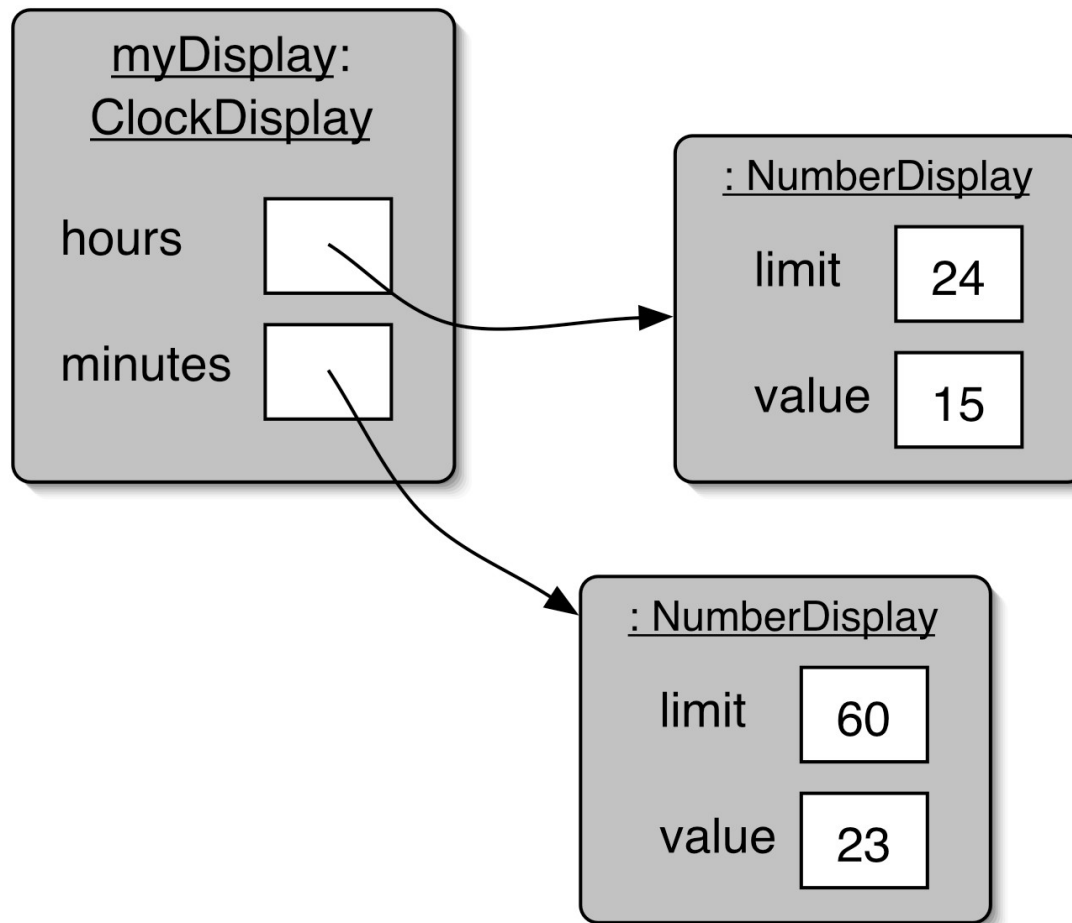 myDisplay:
ClockDisplay
hours
minutes
: NumberDisplay
limit 24
value 15
: NumberDisplay
limit 60
value 23